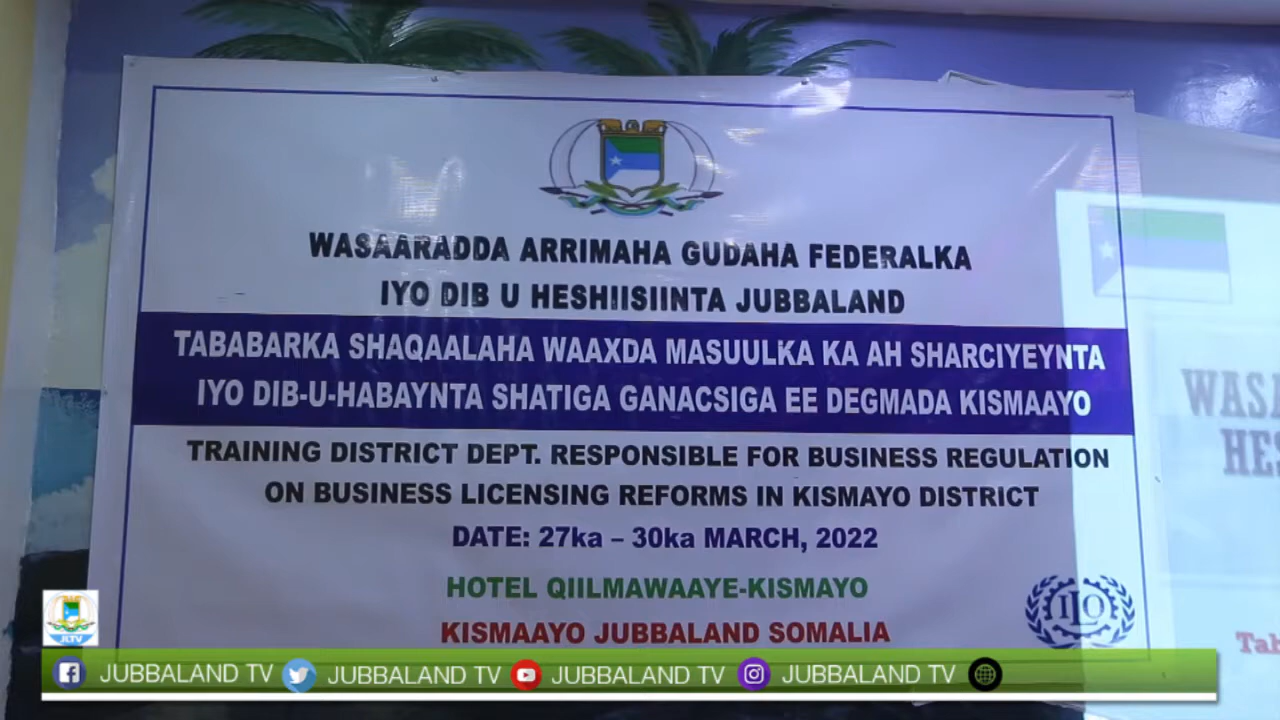 WASAARADDA ARRIMAHA GUDAHA FEDERALKA
IYO DIB U HESHIISIINTA JUBBALAND
TABABARKA SHAQAALAHA WAAXDA MASUULKA KA AH SHARCIYEYNTA
IYO DIB-U-HABAYNTA SHATIGA GANACSIGA EE DEGMADA KISMAAYO
TRAINING DISTRICT DEPT. RESPONSIBLE FOR BUSINESS REGULATION
ON BUSINESS LICENSING REFORMS IN KISMAYO DISTRICT
DATE: 27ka – 30ka MARCH, 2022
HOTEL QIILMAWAAYE-KISMAYO
KISMAAYO JUBBALAND SOMALIA
ILO
WASA
HES
Tab
JLTV
JUBBALAND TV JUBBALAND TV JUBBALAND TV JUBBALAND TV